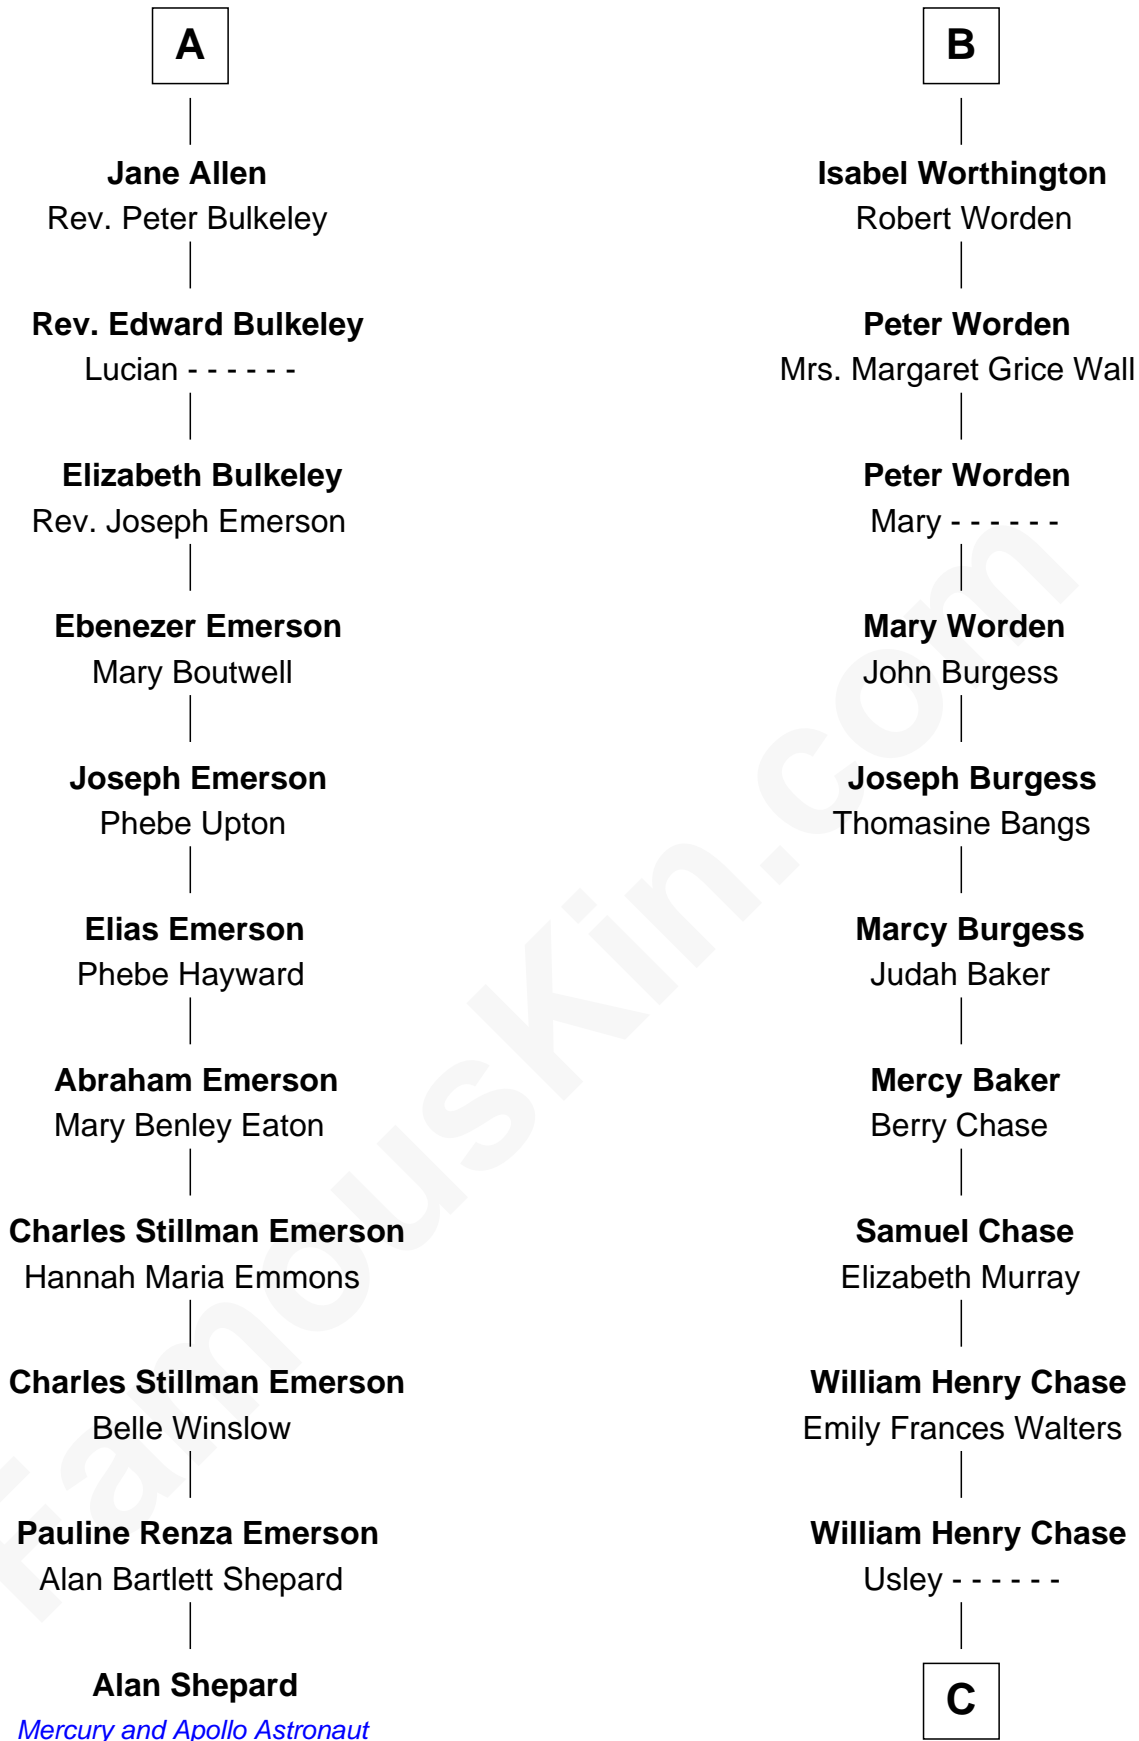 A
Jane Allen
Rev. Peter Bulkeley
Rev. Edward Bulkeley
Lucian - - - - - -
Elizabeth Bulkeley
Rev. Joseph Emerson
Ebenezer Emerson
Mary Boutwell
Joseph Emerson
Phebe Upton
Elias Emerson
Phebe Hayward
Abraham Emerson
Mary Benley Eaton
Charles Stillman Emerson
Hannah Maria Emmons
Charles Stillman Emerson
Belle Winslow
Pauline Renza Emerson
Alan Bartlett Shepard
Alan Shepard
Mercury and Apollo Astronaut
B
Isabel Worthington
Robert Worden
Peter Worden
Mrs. Margaret Grice Wall
Peter Worden
Mary - - - - - -
Mary Worden
John Burgess
Joseph Burgess
Thomasine Bangs
Marcy Burgess
Judah Baker
Mercy Baker
Berry Chase
Samuel Chase
Elizabeth Murray
William Henry Chase
Emily Frances Walters
William Henry Chase
Usley - - - - - -
C
FamousKin.com